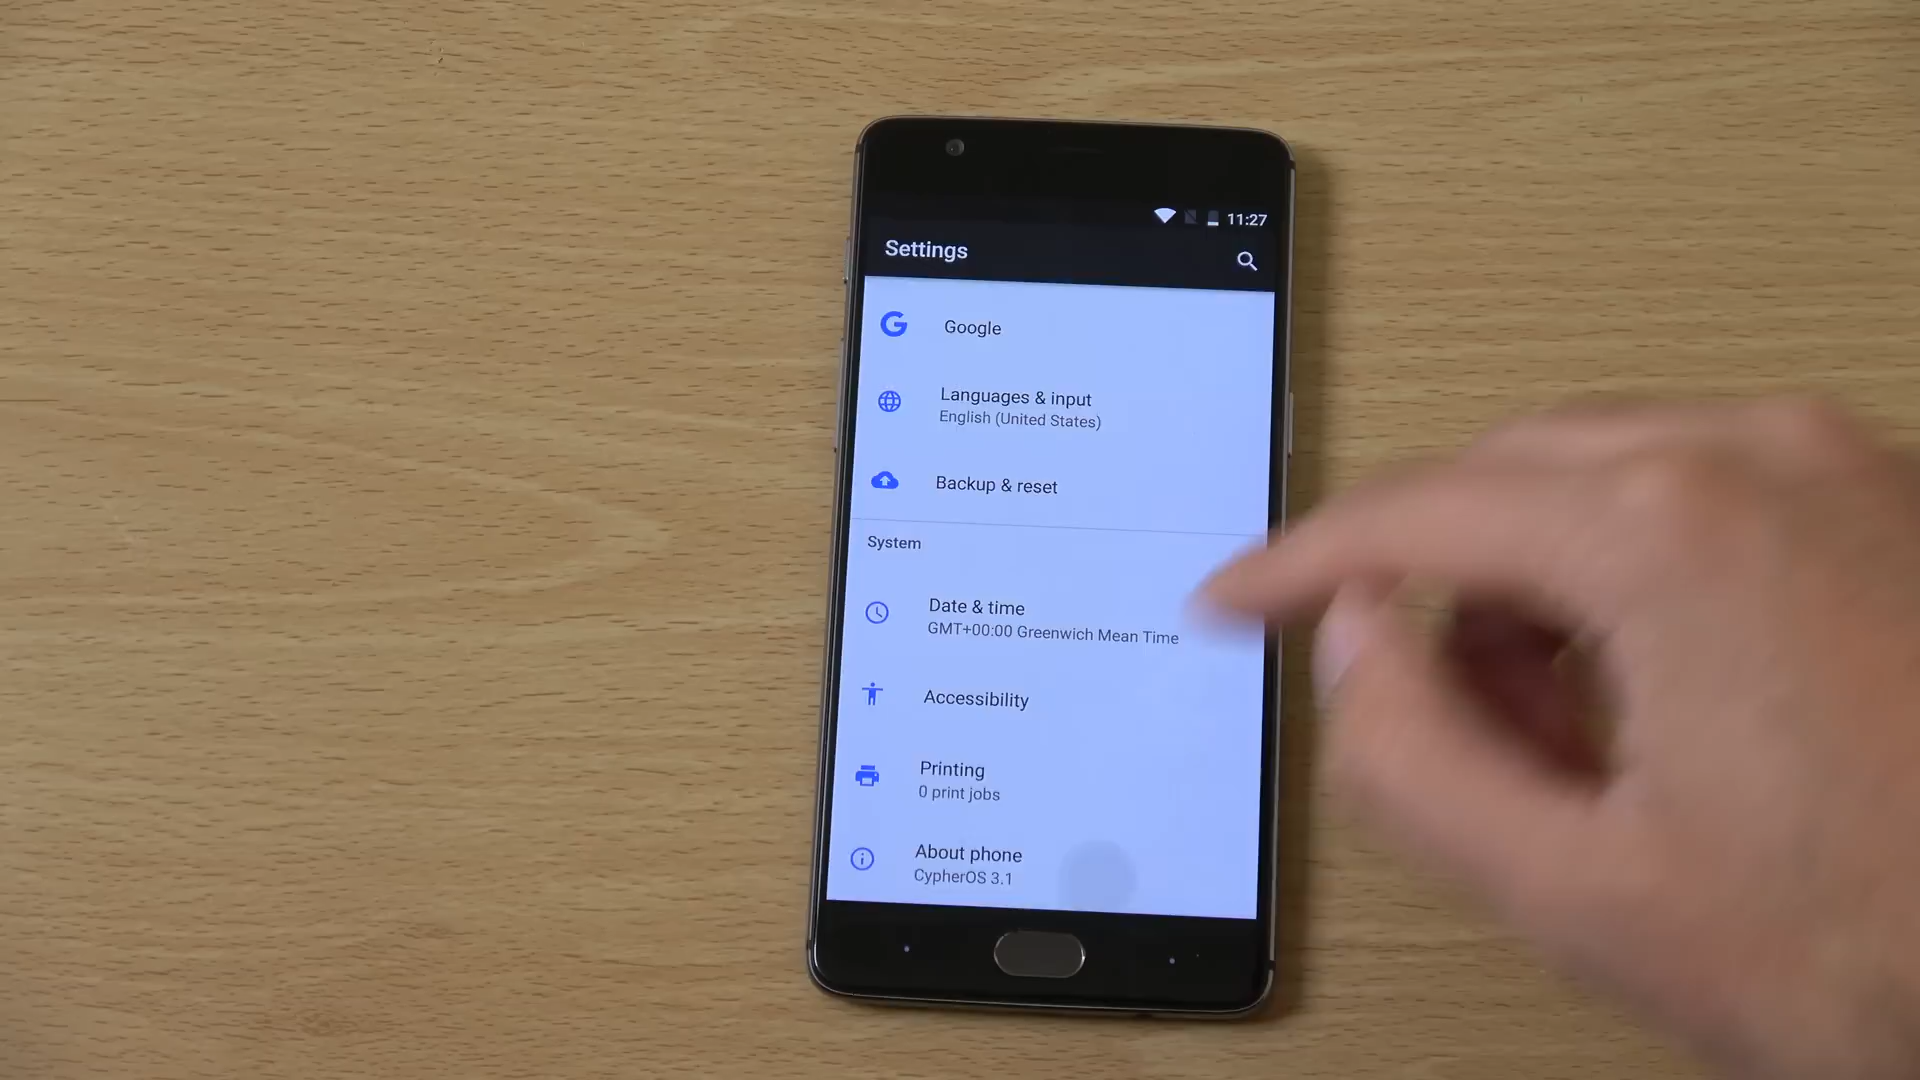 11:27
Settings
Google
Languages & input
English (United States)
Backup & reset
System
Date & time
GMT+00:00 Greenwich Mean Time
Accessibility
Printing
0 print jobs
About phone
CypherOS 3.1